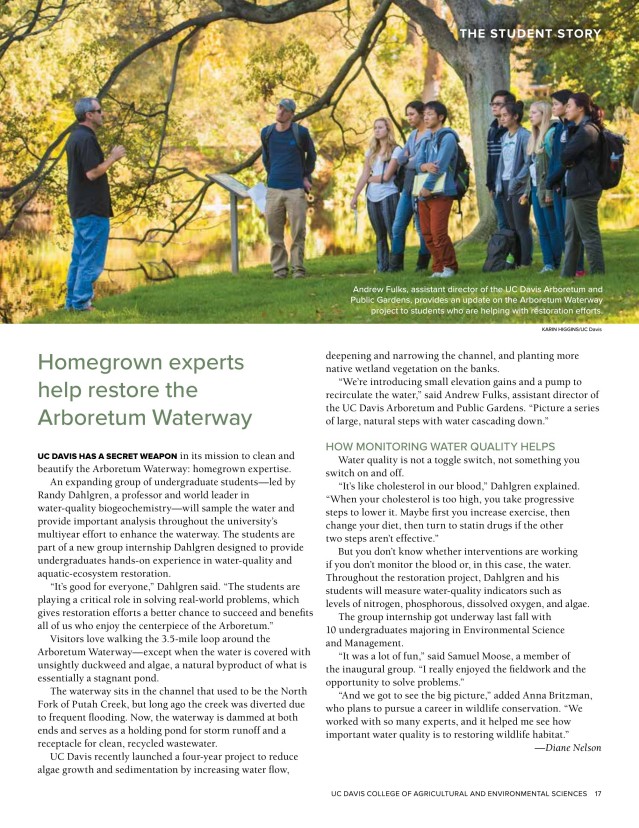 THE STUDENT STORY
Andrew Fulks, assistant director of the UC Davis Arboretum and
Public Gardens, provides an update on the Arboretum Waterway
project to students who are helping with restoration efforts.
KARIN HIGGINS/UC Davis
Homegrown experts
help restore the
Arboretum Waterway
UC DAVIS HAS A SECRET WEAPON in its mission to clean and
beautify the Arboretum Waterway: homegrown expertise.
An expanding group of undergraduate students—led by
Randy Dahlgren, a professor and world leader in
water-quality biogeochemistry—will sample the water and
provide important analysis throughout the university's
multiyear effort to enhance the waterway. The students are
part of a new group internship Dahlgren designed to provide
undergraduates hands-on experience in water-quality and
aquatic-ecosystem restoration.
“It's good for everyone,” Dahlgren said. “The students are
playing a critical role in solving real-world problems, which
gives restoration efforts a better chance to succeed and benefits
all of us who enjoy the centerpiece of the Arboretum.”
Visitors love walking the 3.5-mile loop around the
Arboretum Waterway—except when the water is covered with
unsightly duckweed and algae, a natural byproduct of what is
essentially a stagnant pond.
The waterway sits in the channel that used to be the North
Fork of Putah Creek, but long ago the creek was diverted due
to frequent flooding. Now, the waterway is dammed at both
ends and serves as a holding pond for storm runoff and a
receptacle for clean, recycled wastewater.
UC Davis recently launched a four-year project to reduce
algae growth and sedimentation by increasing water flow,
deepening and narrowing the channel, and planting more
native wetland vegetation on the banks.
“We're introducing small elevation gains and a pump to
recirculate the water,” said Andrew Fulks, assistant director of
the UC Davis Arboretum and Public Gardens. “Picture a series
of large, natural steps with water cascading down.”
HOW MONITORING WATER QUALITY HELPS
Water quality is not a toggle switch, not something you
switch on and off.
“It's like cholesterol in our blood,” Dahlgren explained.
“When your cholesterol is too high, you take progressive
steps to lower it. Maybe first you increase exercise, then
change your diet, then turn to statin drugs if the other
two steps aren't effective.”
But you don't know whether interventions are working
if you don't monitor the blood or, in this case, the water.
Throughout the restoration project, Dahlgren and his
students will measure water-quality indicators such as
levels of nitrogen, phosphorous, dissolved oxygen, and algae.
The group internship got underway last fall with
10 undergraduates majoring in Environmental Science
and Management.
“It was a lot of fun,” said Samuel Moose, a member of
the inaugural group. “I really enjoyed the fieldwork and the
opportunity to solve problems.”
“And we got to see the big picture,” added Anna Britzman,
who plans to pursue a career in wildlife conservation. “We
worked with so many experts, and it helped me see how
important water quality is to restoring wildlife habitat.”
—Diane Nelson
UC DAVIS COLLEGE OF AGRICULTURAL AND ENVIRONMENTAL SCIENCES 17